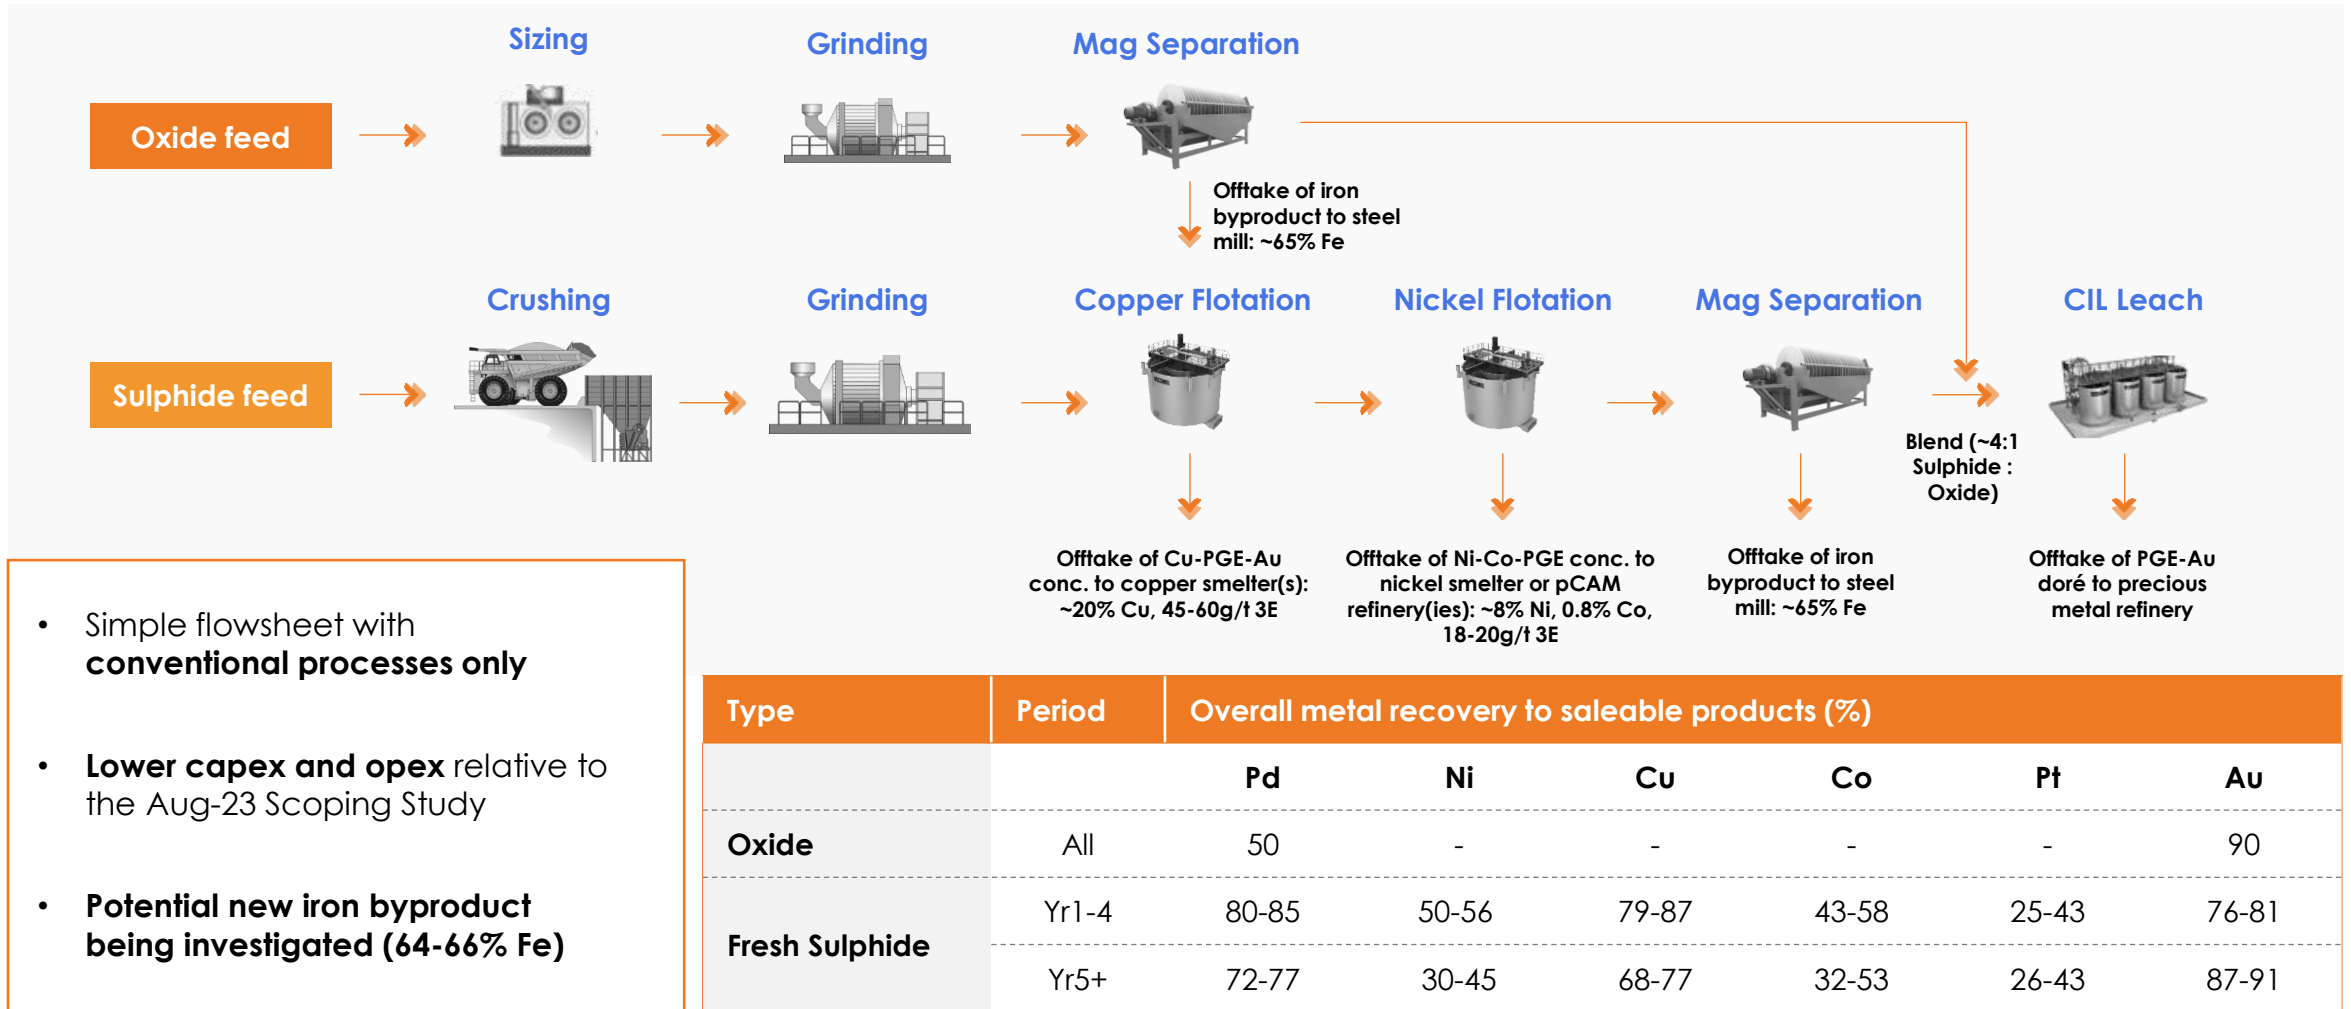 Sizing
Grinding
Mag Separation
Oxide feed
Offtake of iron
byproduct to steel
mill: ~65% Fe
Crushing
Grinding
Copper Flotation
Nickel Flotation
Mag Separation
CIL Leach
Sulphide feed
Blend (~4:1
Sulphide :
Oxide)
Offtake of Cu-PGE-Au
conc. to copper smelter(s):
~20% Cu, 45-60g/t 3E
Offtake of Ni-Co-PGE conc. to
nickel smelter or pCAM
refinery(ies): ~8% Ni, 0.8% Co,
18-20g/t 3E
Offtake of iron
byproduct to steel
mill: ~65% Fe
Offtake of PGE-Au
doré to precious
metal refinery
• Simple flowsheet with
conventional processes only
• Lower capex and opex relative to
the Aug-23 Scoping Study
• Potential new iron byproduct
being investigated (64-66% Fe)
Type Period Overall metal recovery to saleable products (%)
Pd Ni Cu Co Pt Au
Oxide All 50 - - - - 90
Fresh Sulphide
Yr1-4 80-85 50-56 79-87 43-58 25-43 76-81
Yr5+ 72-77 30-45 68-77 32-53 26-43 87-91